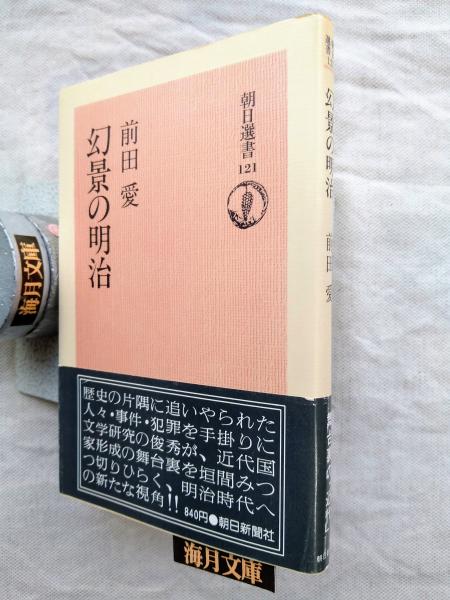 朝日選書
121
前田 愛
幻景の明治
歴史の片隅に追いやられた
人々・事件・犯罪を手掛りに
文学研究の俊秀が、近代国
家形成の舞台裏を垣間みつ
つ切りひらく、明治時代へ
の新たな視角!!
840円●朝日新聞社
幻景の明治
前田 愛
海月文庫
海月文庫